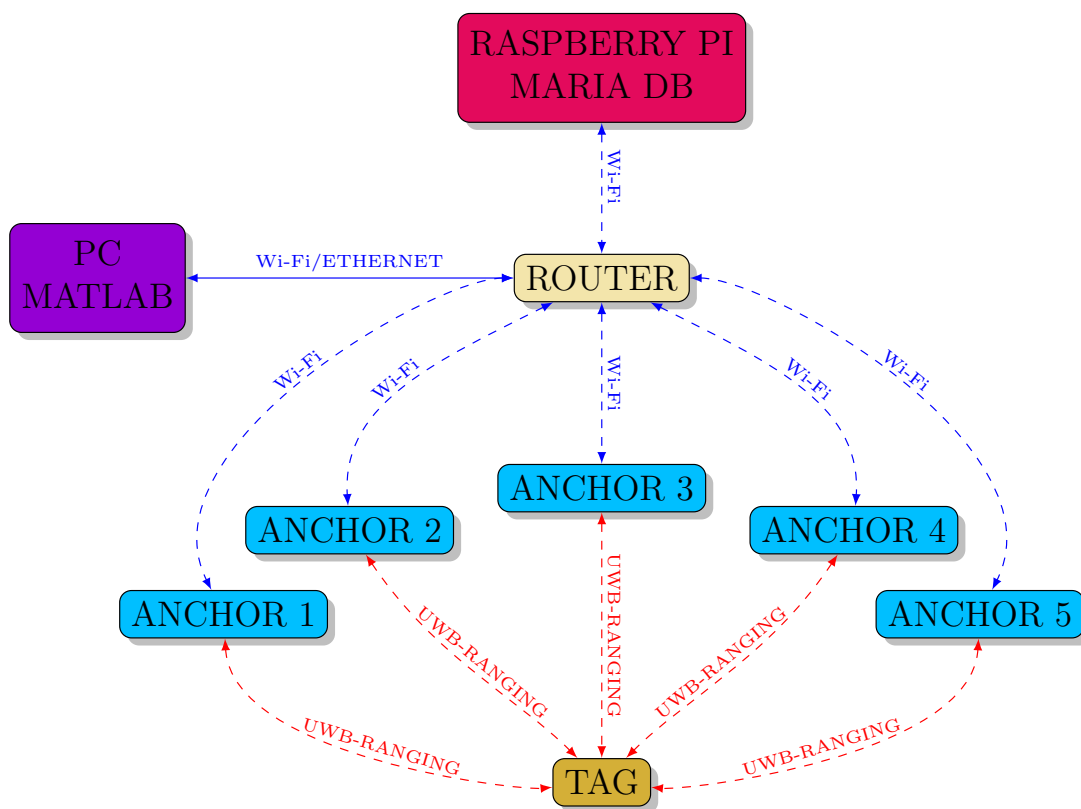 RASPBERRY PI
MARIA DB
Wi-Fi
PC
MATLAB
Wi-Fi/ETHERNET
ROUTER
Wi-Fi
Wi-Fi
Wi-Fi
Wi-Fi
Wi-Fi
ANCHOR 3
ANCHOR 2
ANCHOR 4
ANCHOR 1
ANCHOR 5
UWB-RANGING
UWB-RANGING
UWB-RANGING
UWB-RANGING
UWB-RANGING
TAG